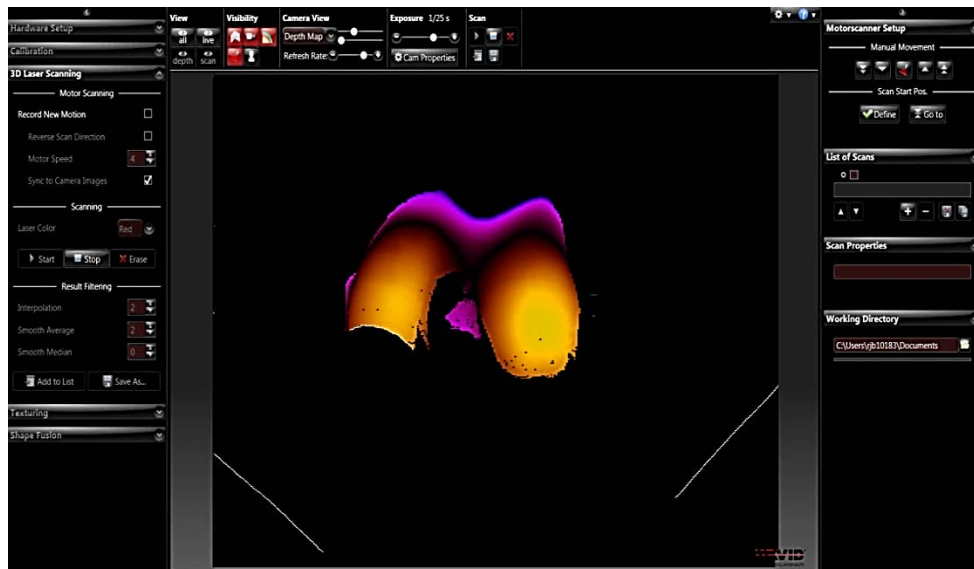 Hardware Setup
Calibration
3D Laser Scanning
Motor Scanning
Record New Motion
Reverse Scan Direction
Motor Speed 4
Sync to Camera Images
Scanning
Laser Color Red
Start Stop Erase
Result Filtering
Interpolation 2
Smooth Average 2
Smooth Median 0
Add to List Save As...
Texturing
Shape Fusion
View
all live
depth scan
Visibility
Camera View
Depth Map
Refresh Rate:
Exposure 1/25 s
Cam Properties
Scan
Motorscanner Setup
Manual Movement
Scan Start Pos.
Define Go to
List of Scans
Scan Properties
Working Directory
C:\Users\rjb10183\Documents